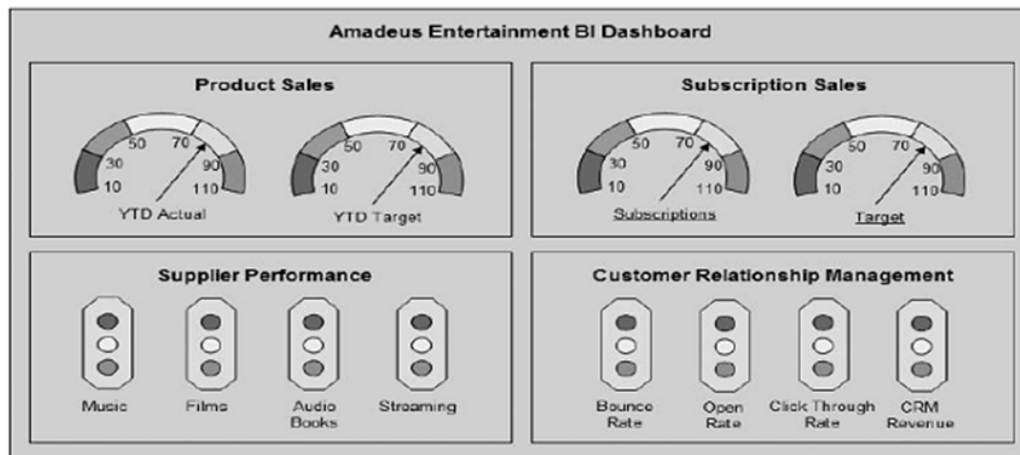 Amadeus Entertainment BI Dashboard
Product Sales
50 70
30 90
10 110
YTD Actual
50 70
30 90
10 110
YTD Target
Subscription Sales
50 70
30 90
10 110
Subscriptions
50 70
30 90
10 110
Target
Supplier Performance
Music
Films
Audio
Books
Streaming
Customer Relationship Management
Bounce
Rate
Open
Rate
Click Through
Rate
CRM
Revenue